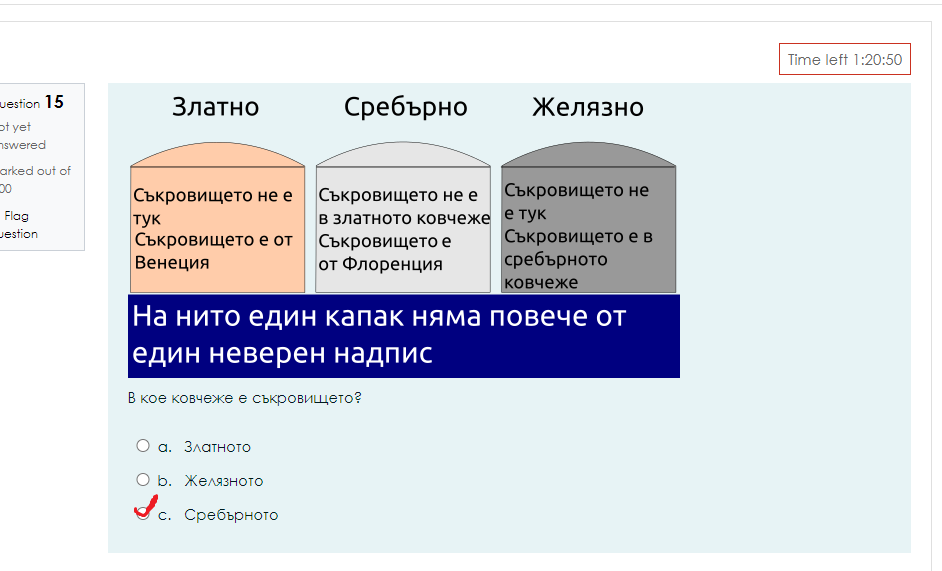 Time left 1:20:50
uestion 15
ot yet
nswered
arked out of
00
Flag
uestion
Златно Сребърно Желязно
Съкровището не е
тук
Съкровището е от
Венеция
Съкровището не е
в златното ковчеже
Съкровището е
от Флоренция
Съкровището не
е тук
Съкровището е в
сребърното
ковчеже
На нито един капак няма повече от
един неверен надпис
В кое ковчеже е съкровището?
a. Златното
b. Желязното
c. Сребърното